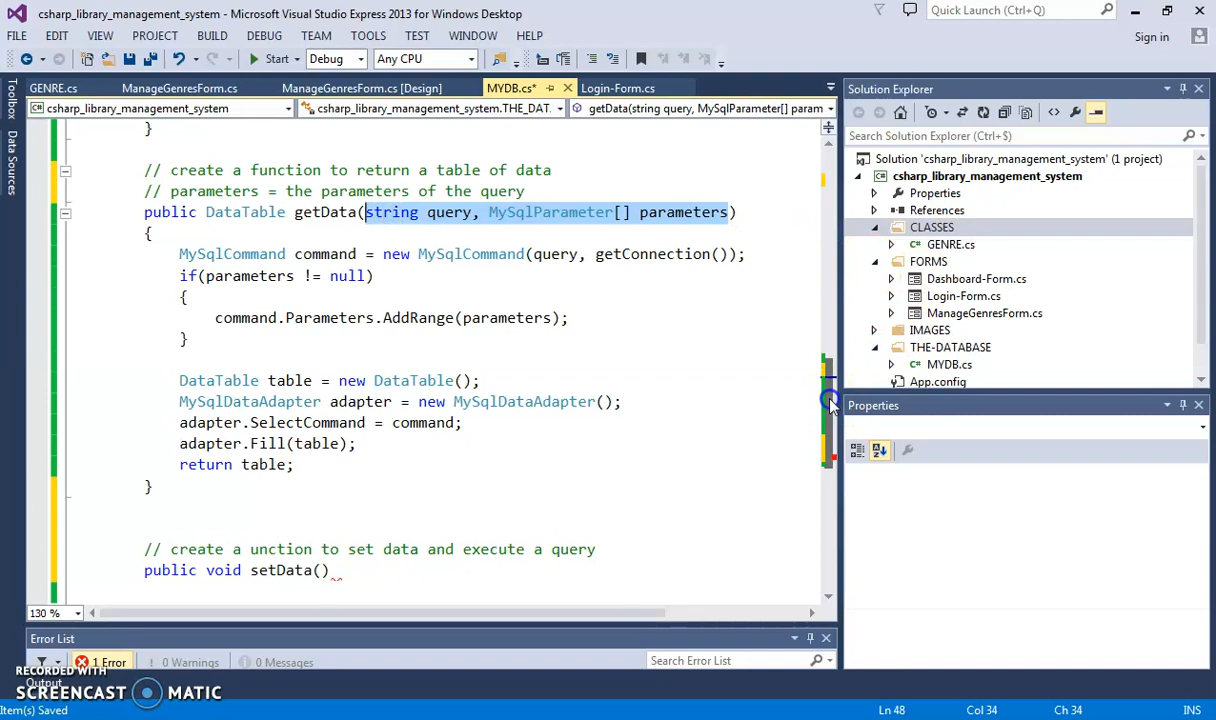 csharp_library_management_system - Microsoft Visual Studio Express 2013 for Windows Desktop
Quick Launch (Ctrl+Q)
FILE EDIT VIEW PROJECT BUILD DEBUG TEAM TOOLS TEST WINDOW HELP
Sign in
Start Debug Any CPU
Toolbox
Data Sources
GENRE.cs ManageGenresForm.cs ManageGenresForm.cs [Design] MYDB.cs* Login-Form.cs
csharp_library_management_system csharp_library_management_system.THE_DAT. getData(string query, MySqlParameter[] param
}
// create a function to return a table of data
// parameters = the parameters of the query
public DataTable getData(string query, MySqlParameter[] parameters)
{
MySqlCommand command = new MySqlCommand(query, getConnection());
if(parameters != null)
{
command.Parameters.AddRange(parameters);
}
DataTable table = new DataTable();
MySqlDataAdapter adapter = new MySqlDataAdapter();
adapter.SelectCommand = command;
adapter.Fill(table);
return table;
}
// create a unction to set data and execute a query
public void setData()
130 %
Error List
1 Error 0 Warnings 0 Messages
Search Error List
Output
RECORDED WITH
SCREENCAST MATIC
Solution Explorer
Search Solution Explorer (Ctrl+$)
Solution 'csharp_library_management_system' (1 project)
csharp_library_management_system
Properties
References
CLASSES
GENRE.cs
FORMS
Dashboard-Form.cs
Login-Form.cs
ManageGenresForm.cs
IMAGES
THE-DATABASE
MYDB.cs
App.config
Properties
Item(s) Saved Ln 48 Col 34 Ch 34 INS